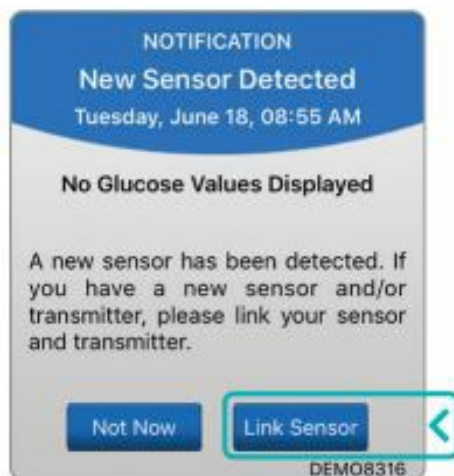 NOTIFICATION
New Sensor Detected
Tuesday, June 18, 08:55 AM
No Glucose Values Displayed
A new sensor has been detected. If
you have a new sensor and/or
transmitter, please link your sensor
and transmitter.
Not Now Link Sensor
DEMO8316